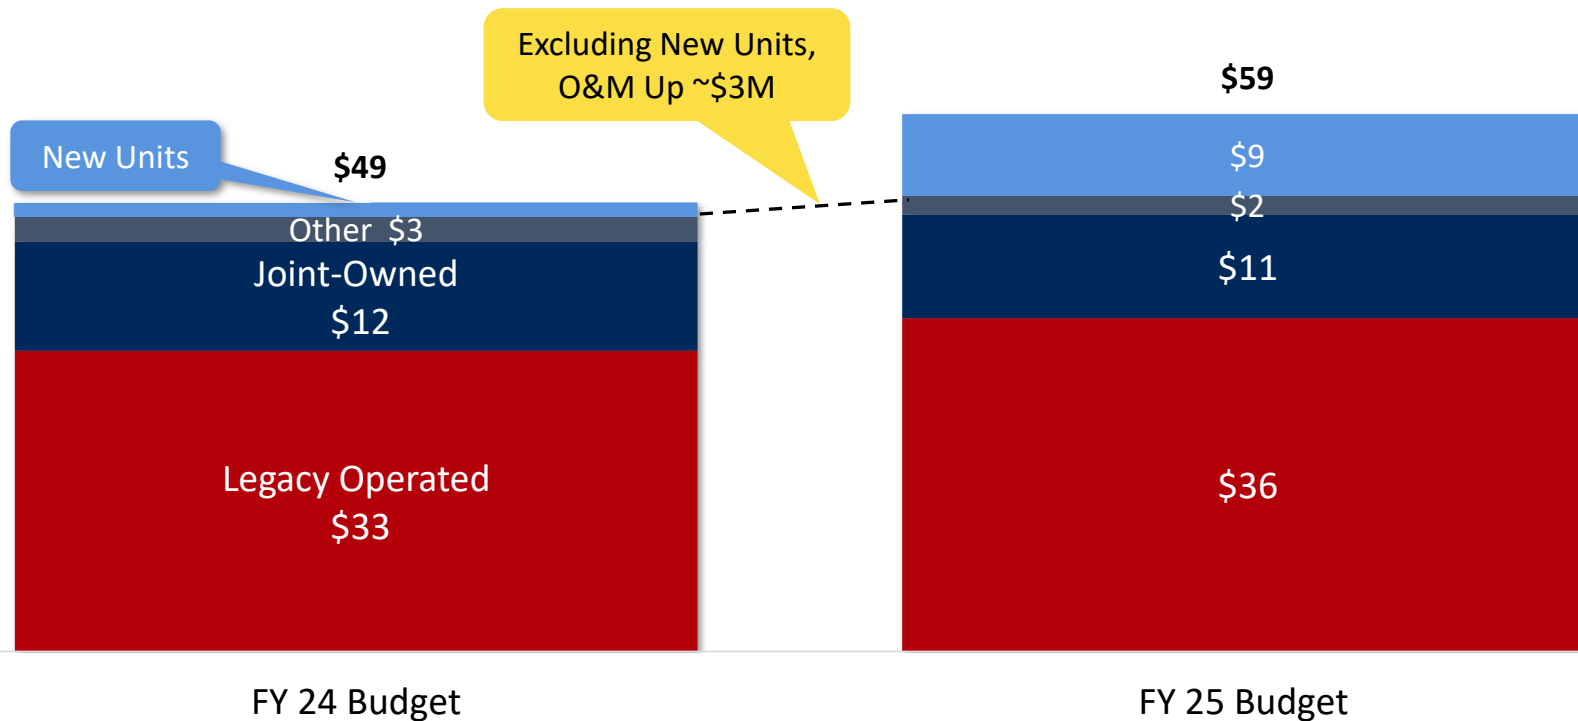 Excluding New Units,
O&M Up ~$3M
$59
New Units
$49
$9
Other $3
$2
Joint-Owned
$12
$11
Legacy Operated
$33
$36
FY 24 Budget
FY 25 Budget